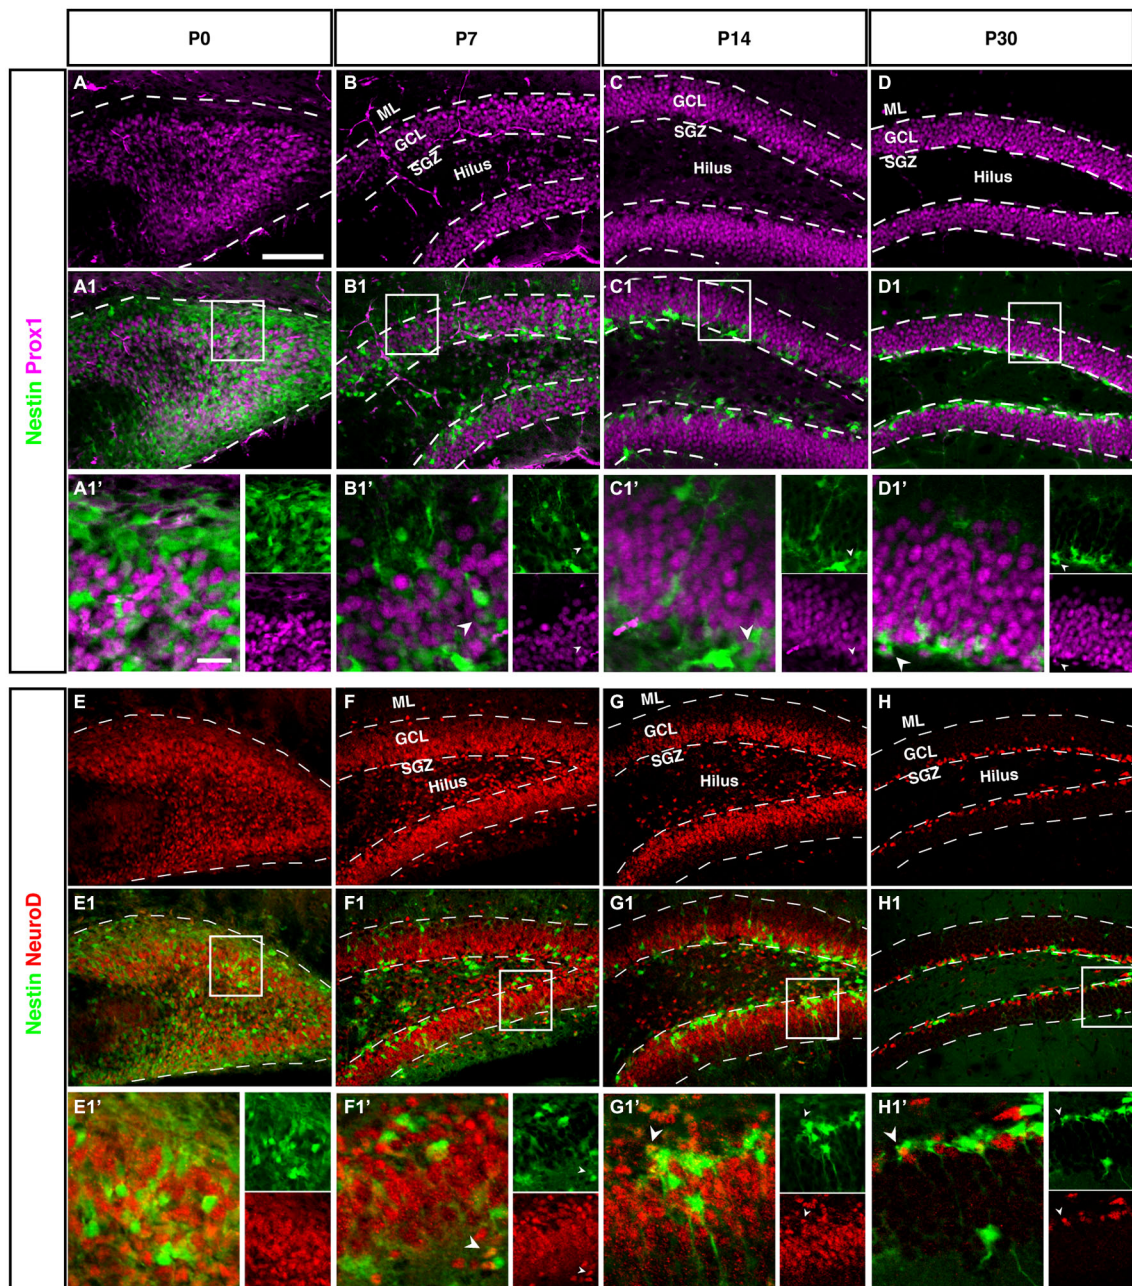 P0 P7 P14 P30
Nestin Prox1
A B C D
ML GCL SGZ Hilus
GCL SGZ Hilus
ML GCL SGZ Hilus
A1 B1 C1 D1
A1’ B1’ C1’ D1’
Nestin NeuroD
E F G H
ML GCL SGZ Hilus
ML GCL SGZ Hilus
ML GCL SGZ Hilus
E1 F1 G1 H1
E1’ F1’ G1’ H1’